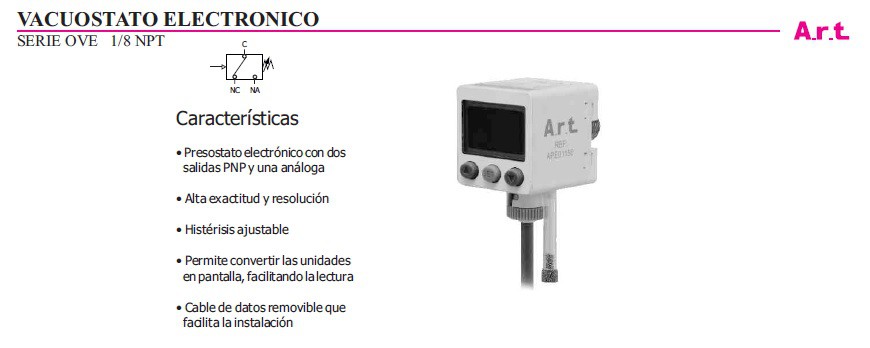 VACUOSTATO ELECTRONICO
SERIE OVE 1/8 NPT
A.r.t.
C
NC NA
Características
• Presostato electrónico con dos
salidas PNP y una análoga
• Alta exactitud y resolución
• Histérisis ajustable
• Permite convertir las unidades
en pantalla, facilitando la lectura
• Cable de datos removible que
facilita la instalación
A.r.t.
REF.